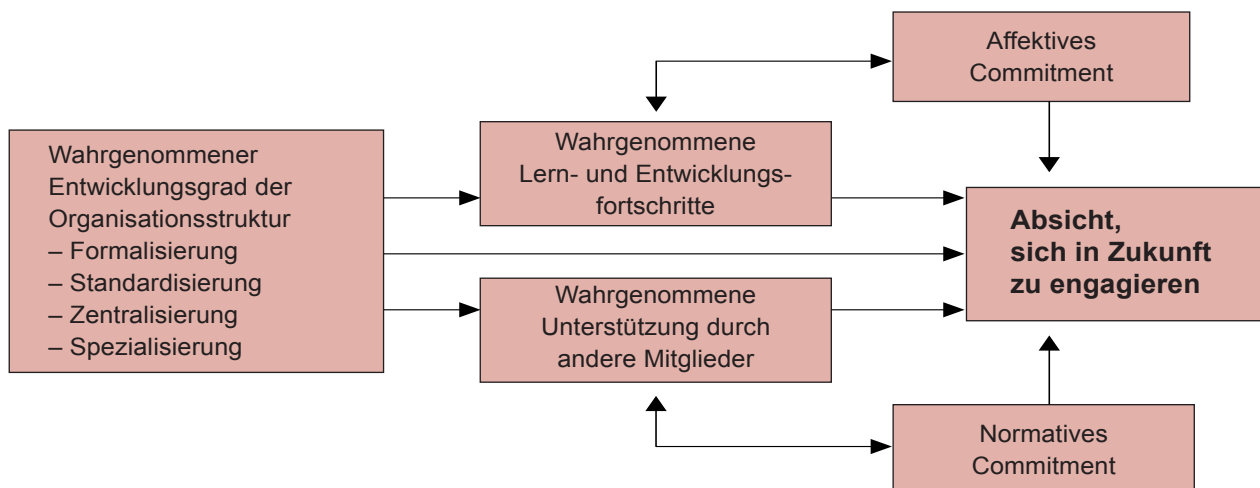 Affektives
Commitment
Wahrgenommener
Entwicklungsgrad der
Organisationsstruktur
– Formalisierung
– Standardisierung
– Zentralisierung
– Spezialisierung
Wahrgenommene
Lern- und Entwicklungs-
fortschritte
Wahrgenommene
Unterstützung durch
andere Mitglieder
Absicht,
sich in Zukunft
zu engagieren
Normatives
Commitment